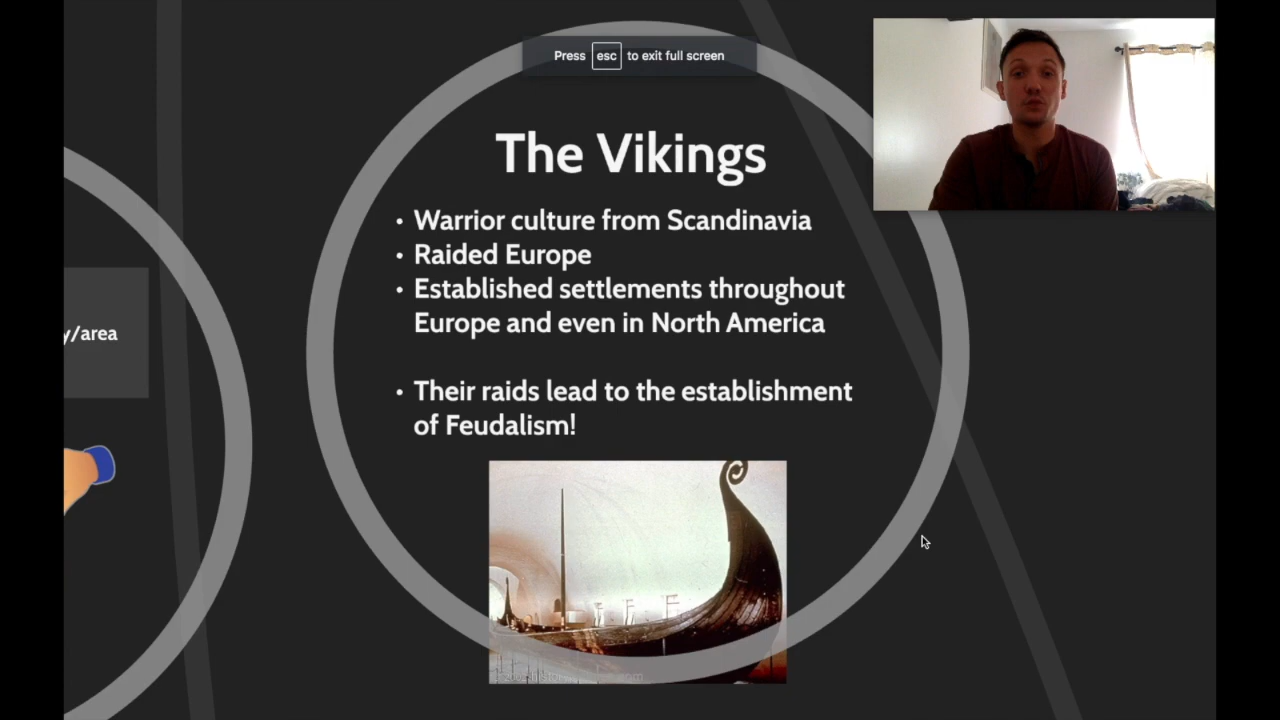 Press esc to exit full screen
The Vikings
• Warrior culture from Scandinavia
• Raided Europe
• Established settlements throughout
Europe and even in North America
y/area
• Their raids lead to the establishment
of Feudalism!